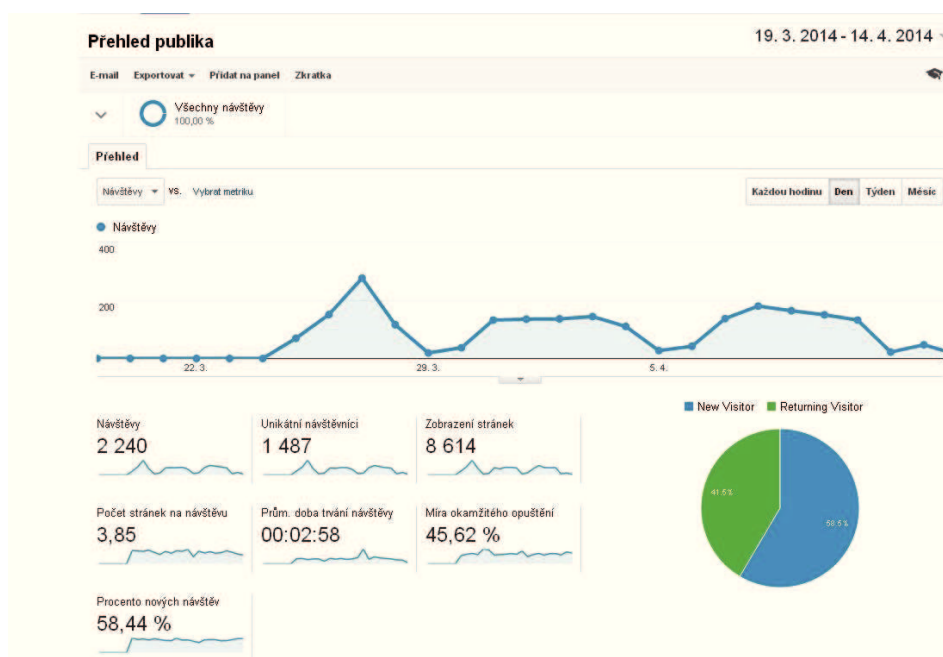 Přehled publika
19. 3. 2014 - 14. 4. 2014
E-mail Exportovat Přidat na panel Zkratka
Všechny návštěvy
100,00 %
Přehled
Návštěvy vs. Vybrat metriku
Každou hodinu Den Týden Měsíc
Návštěvy
400
200
22. 3. 29. 3. 5. 4.
New Visitor Returning Visitor
Návštěvy Unikátní návštěvníci Zobrazení stránek
2 240 1 487 8 614
41.5% 58.5%
Počet stránek na návštěvu Prům. doba trvání návštěvy Míra okamžitého opuštění
3,85 00:02:58 45,62 %
Procento nových návštěv
58,44 %